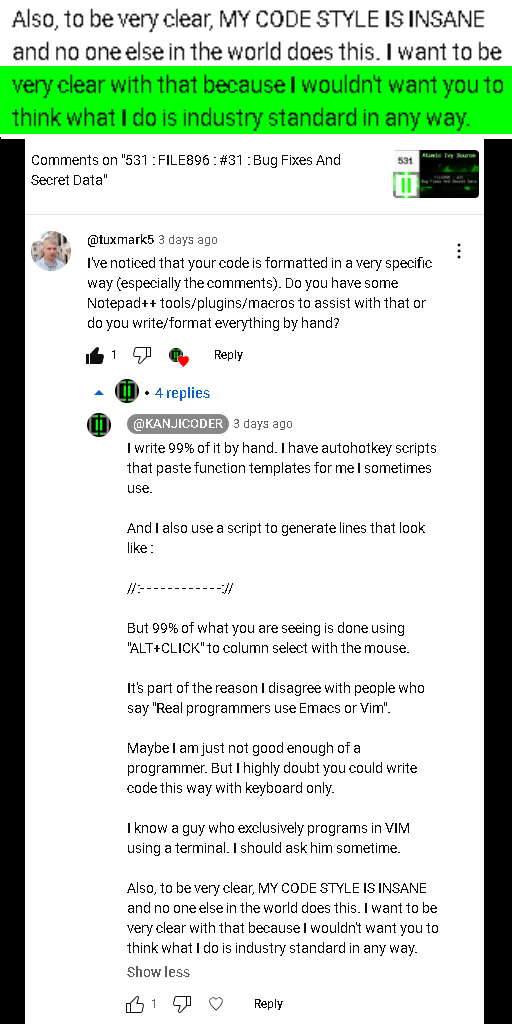 Also, to be very clear, MY CODE STYLE IS INSANE
and no one else in the world does this. I want to be
very clear with that because I wouldn't want you to
think what I do is industry standard in any way.
Comments on "531 : FILE896 : #31 : Bug Fixes And
Secret Data"
531
Atomic Ivy Source
@tuxmark5 3 days ago
I've noticed that your code is formatted in a very specific
way (especially the comments). Do you have some
Notepad++ tools/plugins/macros to assist with that or
do you write/format everything by hand?
1
Reply
4 replies
@KANJICODER 3 days ago
I write 99% of it by hand. I have autohotkey scripts
that paste function templates for me I sometimes
use.
And I also use a script to generate lines that look
like :
//:------------://
But 99% of what you are seeing is done using
"ALT+CLICK" to column select with the mouse.
It's part of the reason I disagree with people who
say "Real programmers use Emacs or Vim".
Maybe I am just not good enough of a
programmer. But I highly doubt you could write
code this way with keyboard only.
I know a guy who exclusively programs in VIM
using a terminal. I should ask him sometime.
Also, to be very clear, MY CODE STYLE IS INSANE
and no one else in the world does this. I want to be
very clear with that because I wouldn't want you to
think what I do is industry standard in any way.
Show less
1
Reply